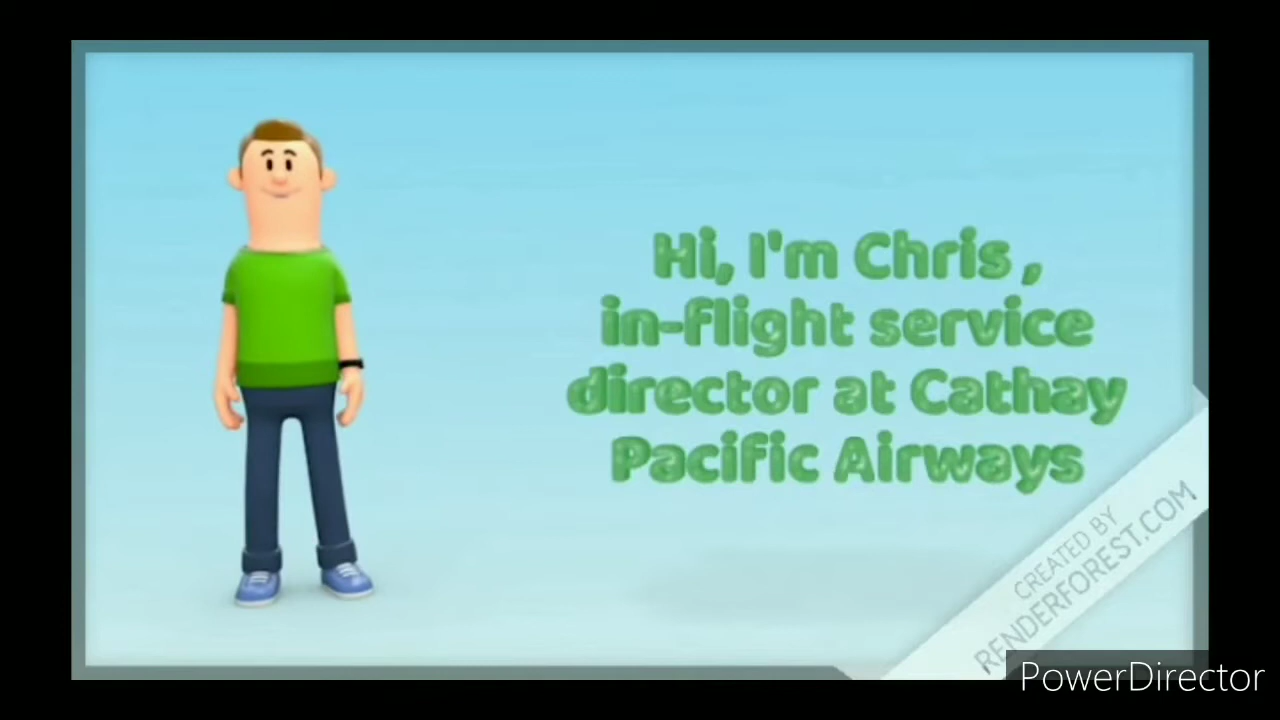 Hi, I'm Chris ,
in-flight service
director at Cathay
Pacific Airways
CREATED BY
RENDERFOREST.COM
PowerDirector